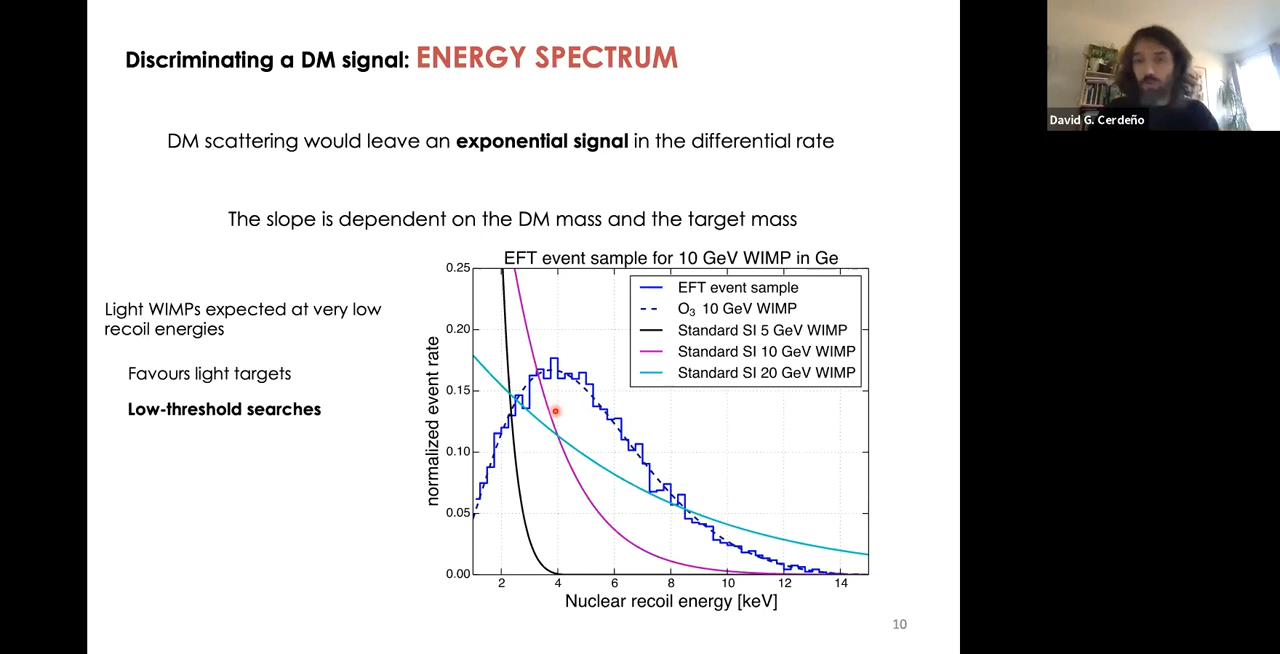 Discriminating a DM signal: ENERGY SPECTRUM
DM scattering would leave an exponential signal in the differential rate
The slope is dependent on the DM mass and the target mass
Light WIMPs expected at very low
recoil energies
Favours light targets
Low-threshold searches
EFT event sample for 10 GeV WIMP in Ge
EFT event sample
O₃ 10 GeV WIMP
Standard SI 5 GeV WIMP
Standard SI 10 GeV WIMP
Standard SI 20 GeV WIMP
normalized event rate
0.25
0.20
0.15
0.10
0.05
0.00
2 4 6 8 10 12 14
Nuclear recoil energy [keV]
10
David G. Cerdeño